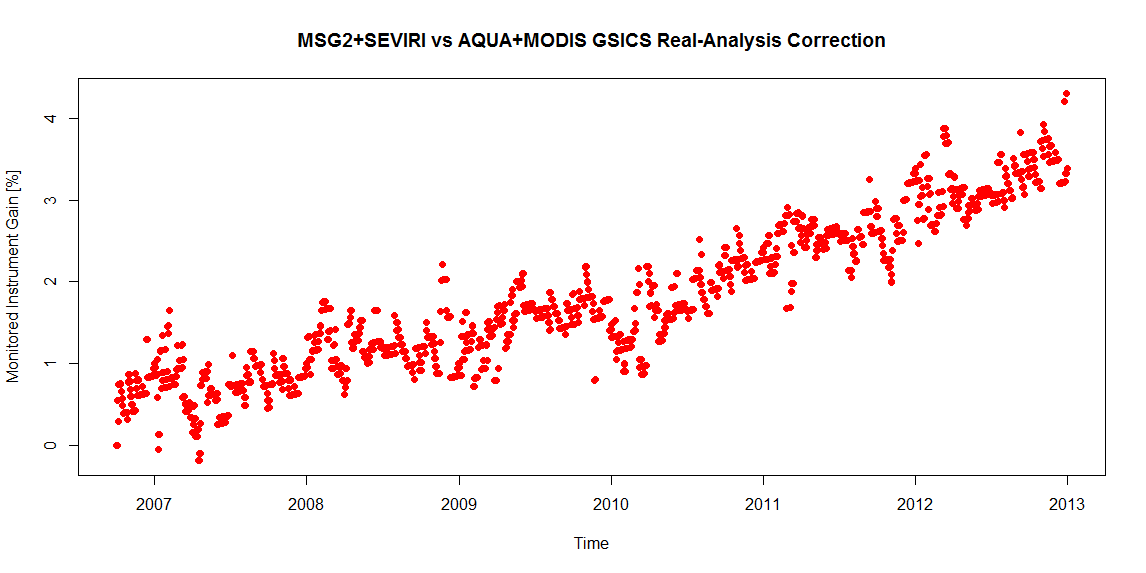 MSG2+SEVIRI vs AQUA+MODIS GSICS Real-Analysis Correction
Monitored Instrument Gain [%]
4
3
2
1
0
2007 2008 2009 2010 2011 2012 2013
Time